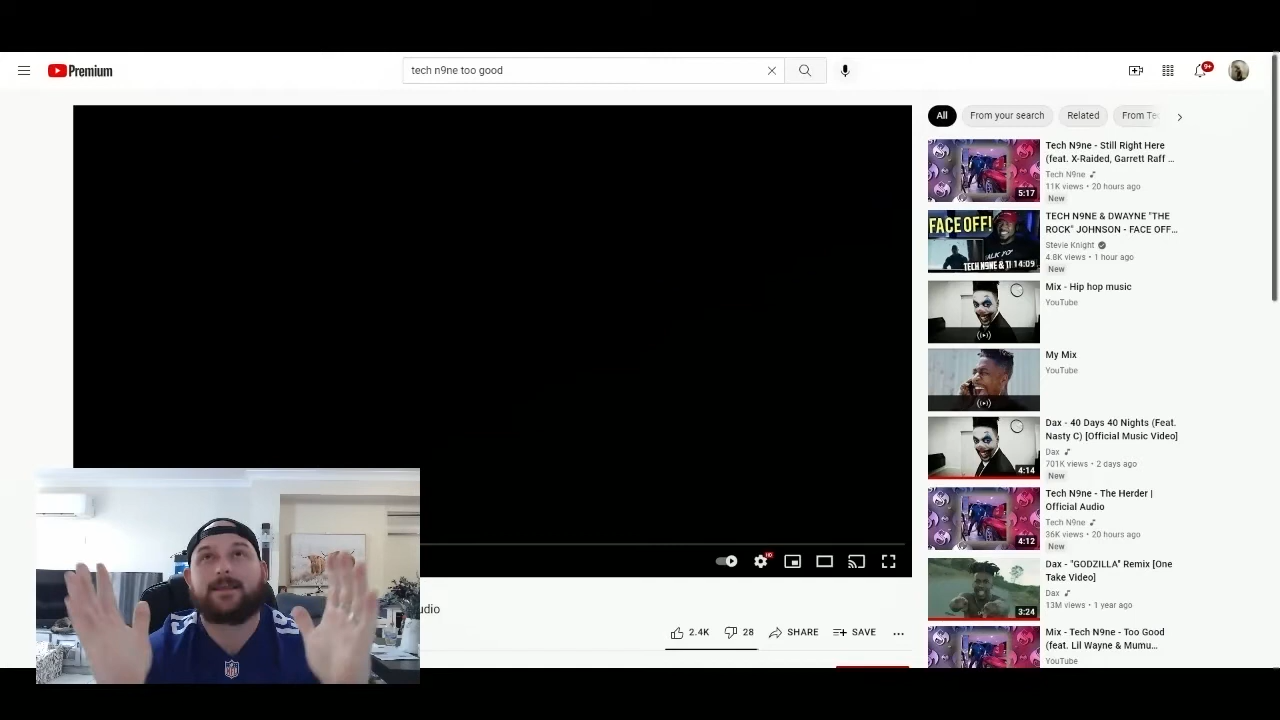 Premium
tech n9ne too good
9+
All
From your search
Related
From Tec
Tech N9ne - Still Right Here
(feat. X-Raided, Garrett Raff ...
Tech N9ne
11K views • 20 hours ago
New
5:17
FACE OFF!
TECH N9NE & T
14:09
TECH N9NE & DWAYNE "THE
ROCK" JOHNSON - FACE OFF...
Stevie Knight
4.8K views • 1 hour ago
New
Mix - Hip hop music
YouTube
My Mix
YouTube
Dax - 40 Days 40 Nights (Feat.
Nasty C) [Official Music Video]
Dax
701K views • 2 days ago
New
4:14
Tech N9ne - The Herder |
Official Audio
Tech N9ne
36K views • 20 hours ago
New
4:12
Dax - "GODZILLA" Remix [One
Take Video]
Dax
13M views • 1 year ago
3:24
Mix - Tech N9ne - Too Good
(feat. Lil Wayne & Mumu...
YouTube
HD
udio
2.4K
28
SHARE
SAVE
NFL